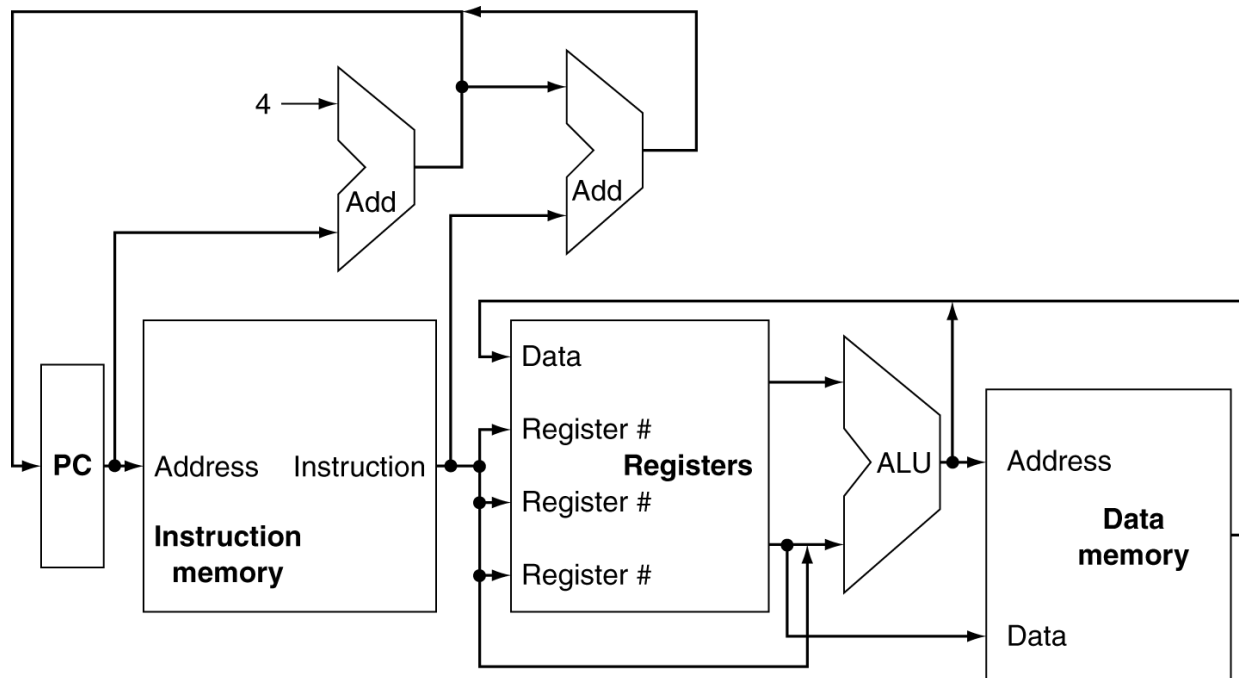 4
Add
Add
Data
Register #
PC
Address
Instruction
Registers
ALU
Address
Register #
Instruction
memory
Data
memory
Register #
Data